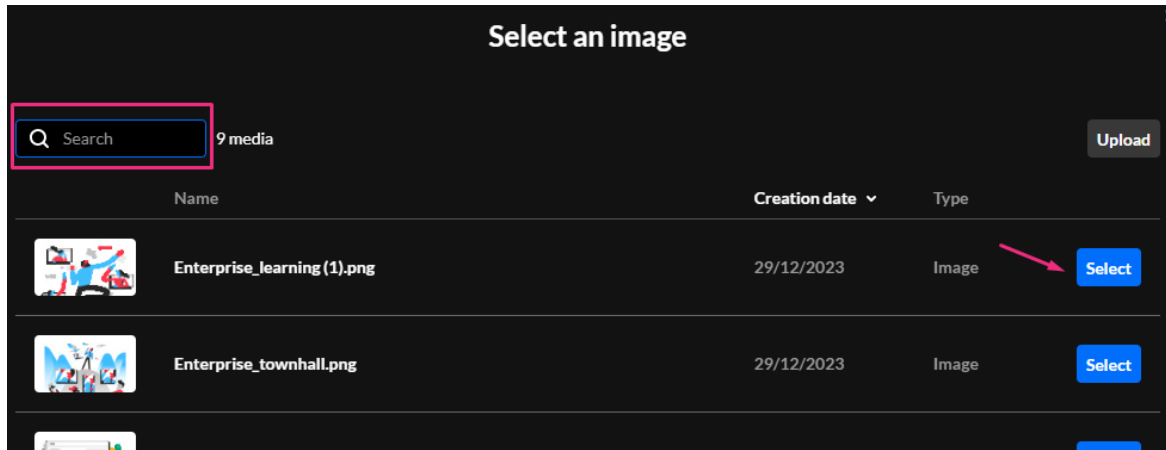 Select an image
Search
9 media
Upload
Name
Creation date
Type
Enterprise_learning (1).png
29/12/2023
Image
Select
Enterprise_townhall.png
29/12/2023
Image
Select